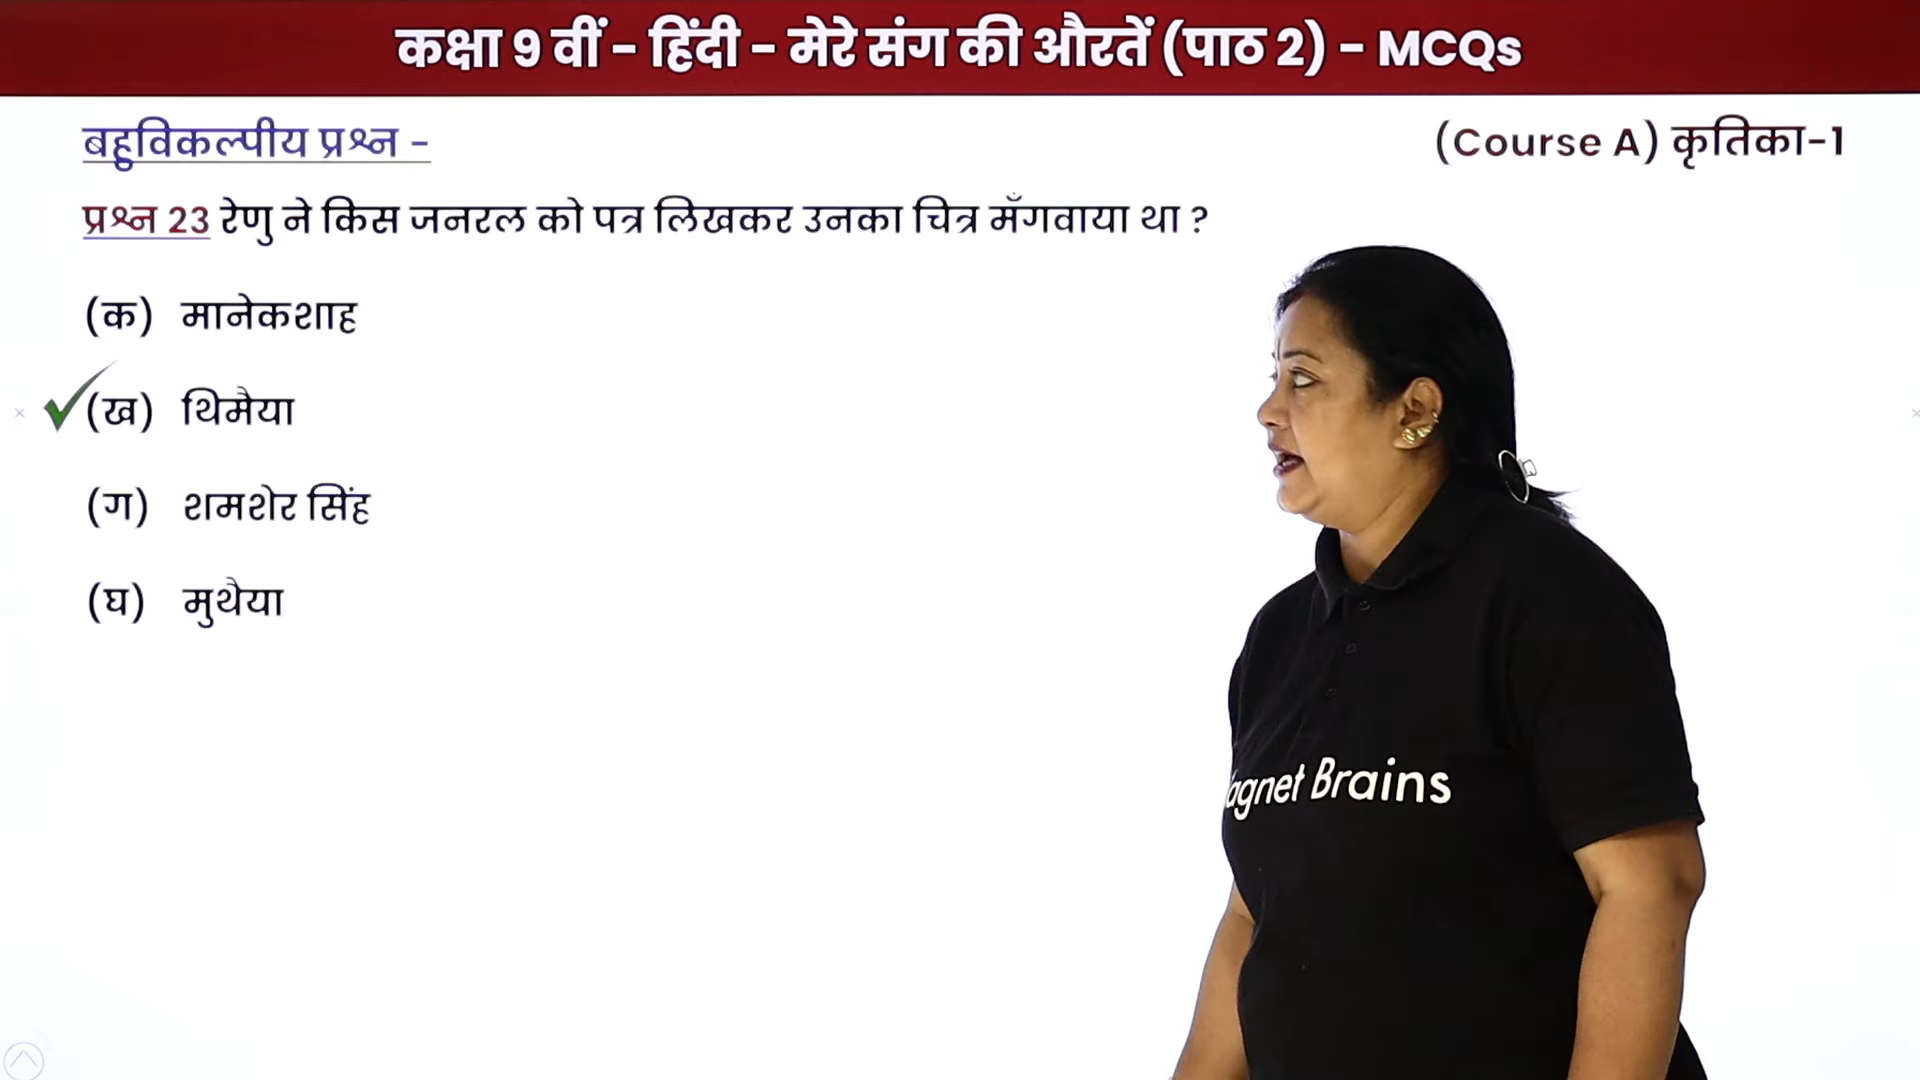 कक्षा 9 वीं - हिंदी - मेरे संग की औरतें (पाठ 2) - MCQs
बहुविकल्पीय प्रश्न -
(Course A) कृतिका-1
प्रश्न 23 रेणु ने किस जनरल को पत्र लिखकर उनका चित्र मँगवाया था ?
(क) मानेकशाह
(ख) थिमैया
(ग) शमशेर सिंह
(घ) मुथैया
agnet Brains